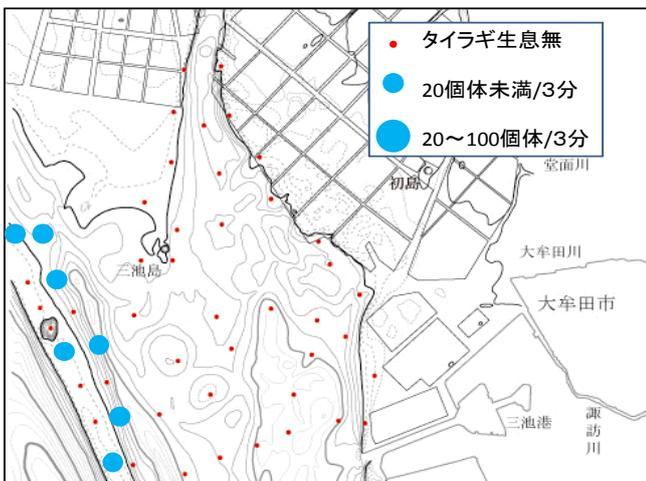 タイラギ生息無
20個体未満/3分
20～100個体/3分
初島
堂面川
大牟田川
三池島
大牟田市
三池港
諏訪川